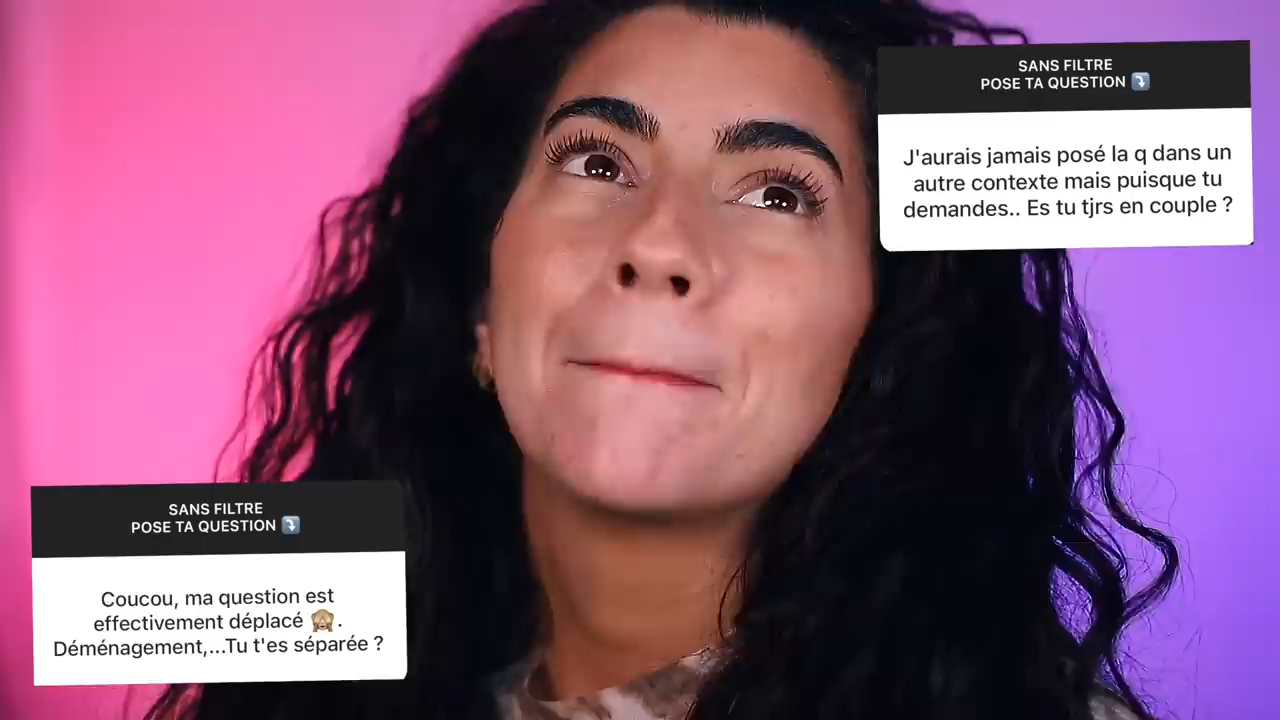 SANS FILTRE
POSE TA QUESTION ⤵️
J'aurais jamais posé la q dans un
autre contexte mais puisque tu
demandes.. Es tu tjrs en couple ?
SANS FILTRE
POSE TA QUESTION ⤵️
Coucou, ma question est
effectivement déplacé 🙈.
Déménagement,...Tu t'es séparée ?